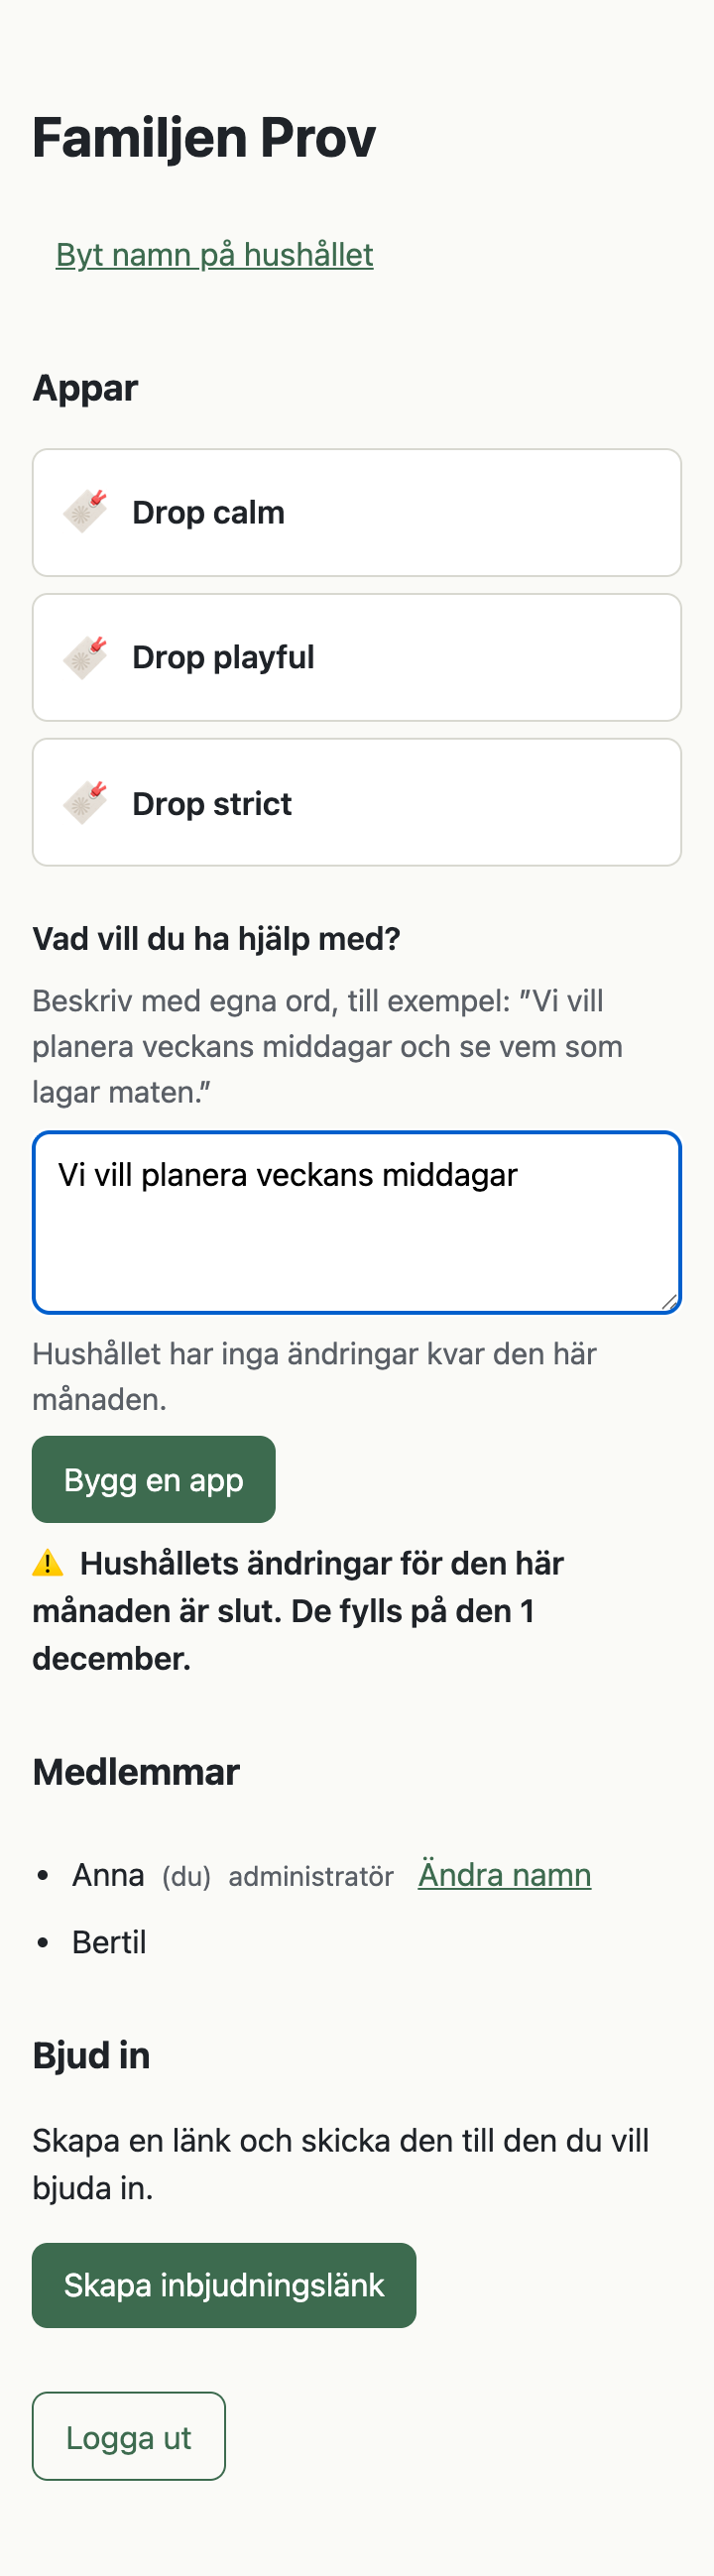 Familjen Prov
Byt namn på hushållet
Appar
Drop calm
Drop playful
Drop strict
Vad vill du ha hjälp med?
Beskriv med egna ord, till exempel: ”Vi vill
planera veckans middagar och se vem som
lagar maten.”
Vi vill planera veckans middagar
Hushållet har inga ändringar kvar den här
månaden.
Bygg en app
⚠️ Hushållets ändringar för den här
månaden är slut. De fylls på den 1
december.
Medlemmar
• Anna (du) administratör Ändra namn
• Bertil
Bjud in
Skapa en länk och skicka den till den du vill
bjuda in.
Skapa inbjudningslänk
Logga ut